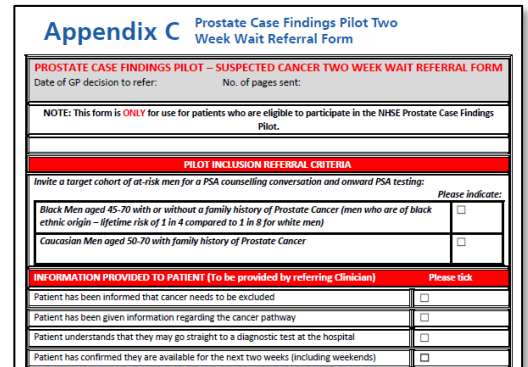 Appendix C
Prostate Case Findings Pilot Two
Week Wait Referral Form
PROSTATE CASE FINDINGS PILOT – SUSPECTED CANCER TWO WEEK WAIT REFERRAL FORM
Date of GP decision to refer: No. of pages sent:
NOTE: This form is ONLY for use for patients who are eligible to participate in the NHSE Prostate Case Findings
Pilot.
PILOT INCLUSION REFERRAL CRITERIA
Invite a target cohort of at-risk men for a PSA counselling conversation and onward PSA testing:
Please indicate:
Black Men aged 45-70 with or without a family history of Prostate Cancer (men who are of black
ethnic origin – lifetime risk of 1 in 4 compared to 1 in 8 for white men)
Caucasian Men aged 50-70 with family history of Prostate Cancer
INFORMATION PROVIDED TO PATIENT (To be provided by referring Clinician) Please tick
Patient has been informed that cancer needs to be excluded
Patient has been given information regarding the cancer pathway
Patient understands that they may go straight to a diagnostic test at the hospital
Patient has confirmed they are available for the next two weeks (including weekends)